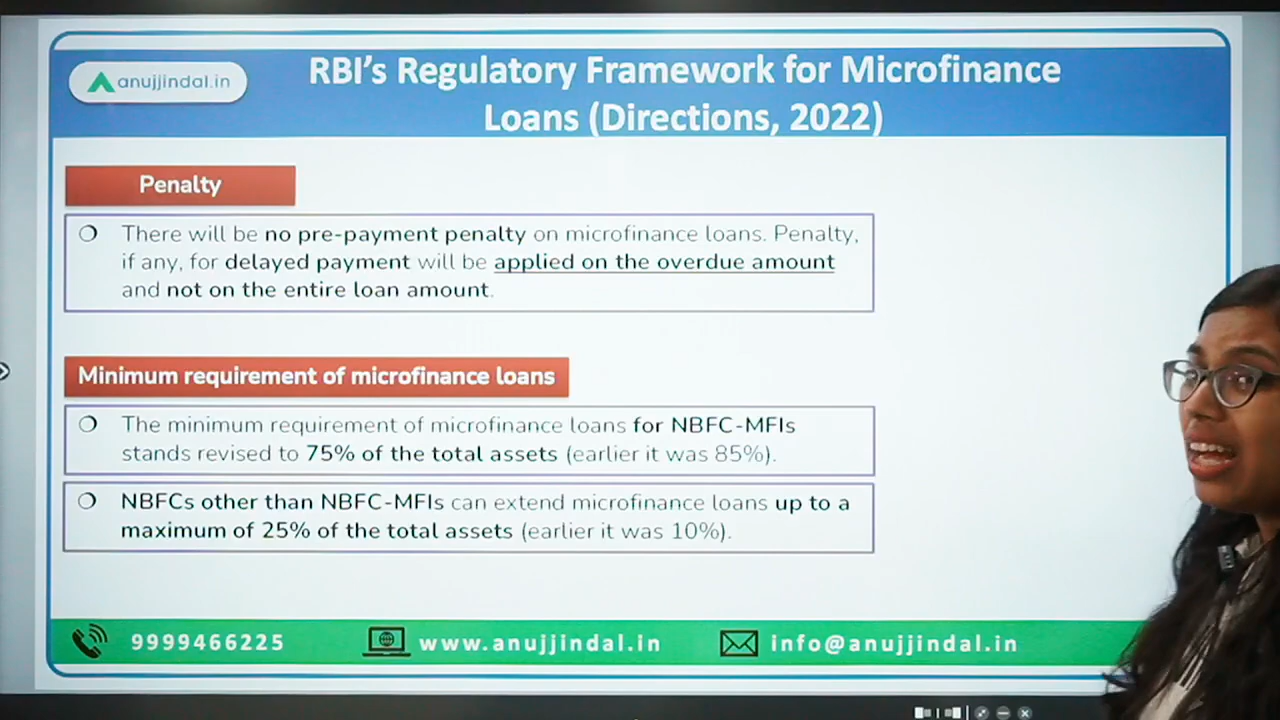 anujjindal.in
RBI’s Regulatory Framework for Microfinance
Loans (Directions, 2022)
Penalty
There will be no pre-payment penalty on microfinance loans. Penalty,
if any, for delayed payment will be applied on the overdue amount
and not on the entire loan amount.
Minimum requirement of microfinance loans
The minimum requirement of microfinance loans for NBFC-MFIs
stands revised to 75% of the total assets (earlier it was 85%).
NBFCs other than NBFC-MFIs can extend microfinance loans up to a
maximum of 25% of the total assets (earlier it was 10%).
9999466225
www.anujjindal.in
info@anujjindal.in